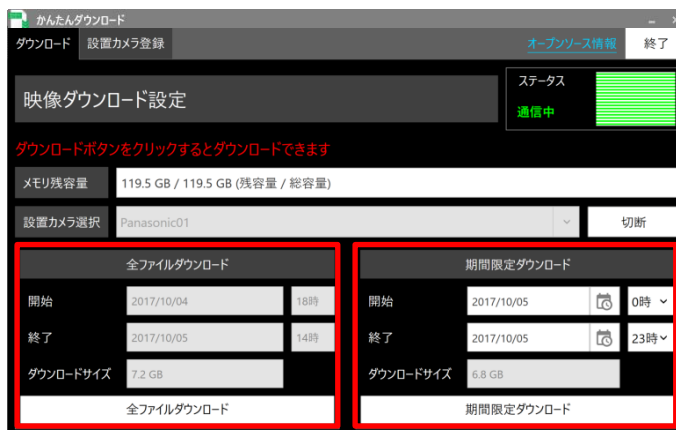 かんたんダウンロード
ダウンロード 設置カメラ登録 オープンソース情報 終了
映像ダウンロード設定
ステータス
通信中
ダウンロードボタンをクリックするとダウンロードできます
メモリ残容量 119.5 GB / 119.5 GB (残容量 / 総容量)
設置カメラ選択 Panasonic01 切断
全ファイルダウンロード
開始 2017/10/04 18時
終了 2017/10/05 14時
ダウンロードサイズ 7.2 GB
全ファイルダウンロード
期間限定ダウンロード
開始 2017/10/05 0時
終了 2017/10/05 23時
ダウンロードサイズ 6.8 GB
期間限定ダウンロード